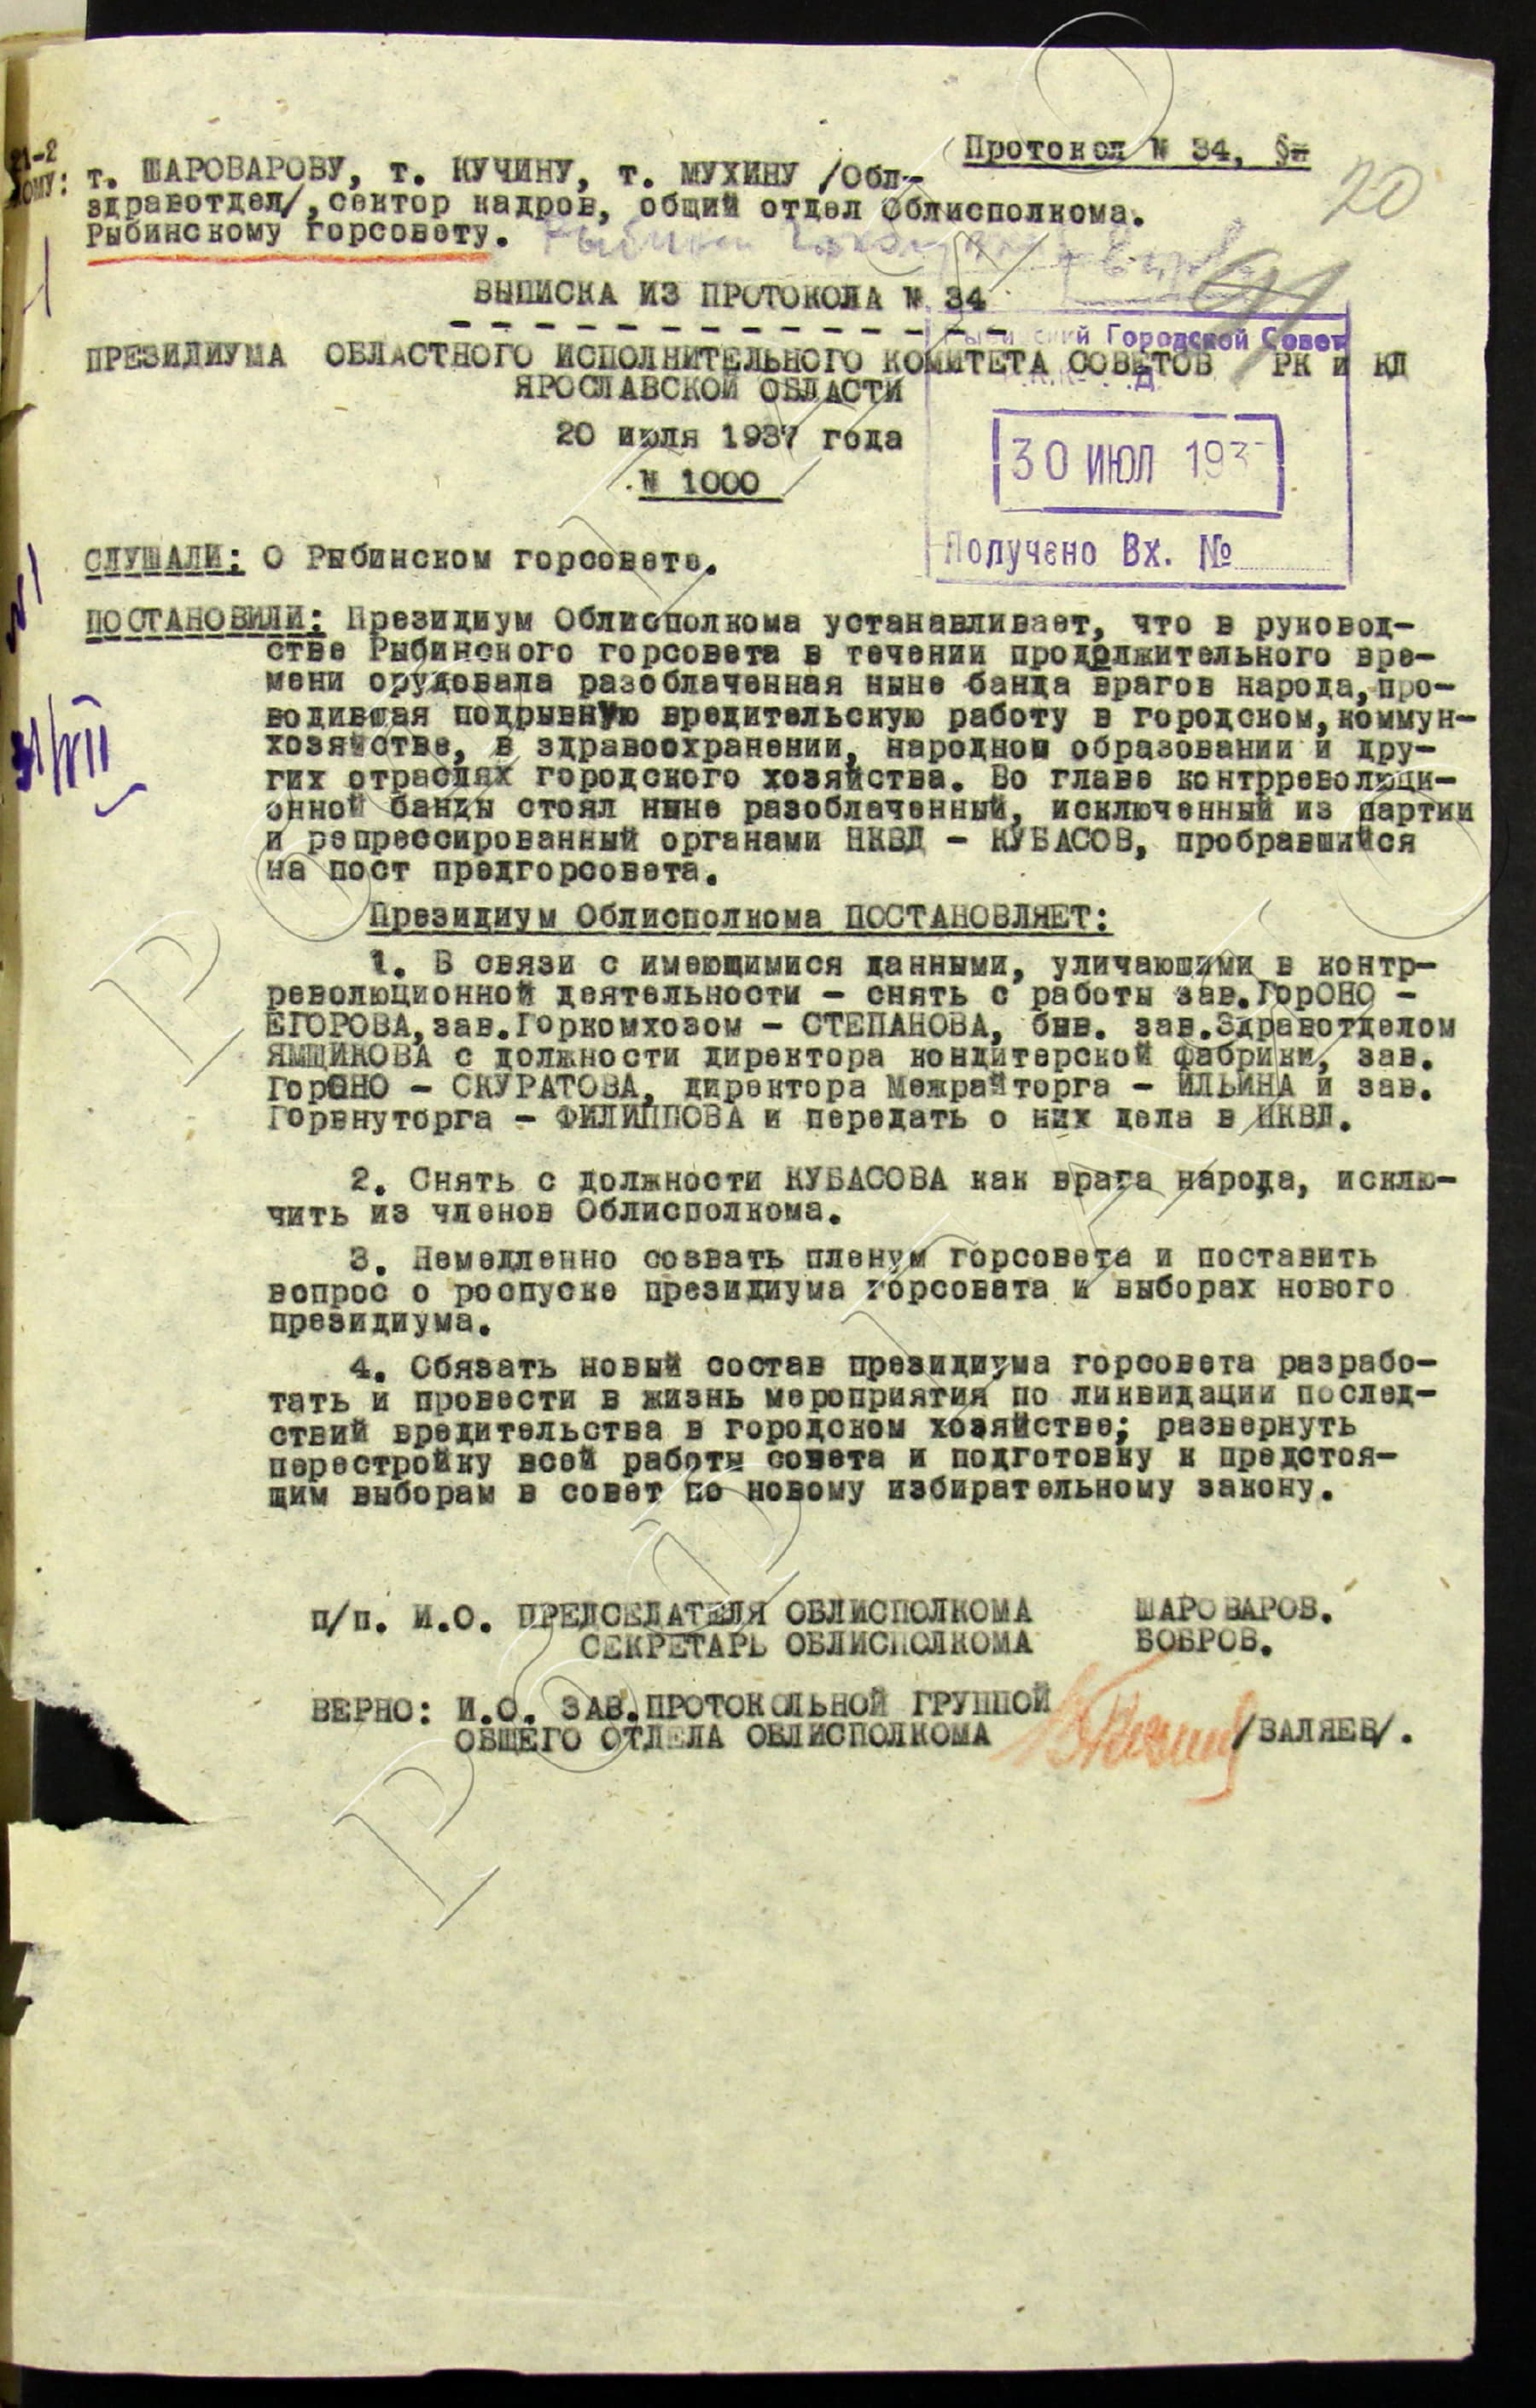 Протокол № 34, §
20
21-2
кому: т. ШАРОВАРОВУ, т. КУЧИНУ, т. МУХИНУ /Обл-
здравотдел/, сектор кадров, общий отдел Облисполкома.
Рыбинскому горсовету.
ВЫПИСКА ИЗ ПРОТОКОЛА № 34
ПРЕЗИДИУМА ОБЛАСТНОГО ИСПОЛНИТЕЛЬНОГО КОМИТЕТА СОВЕТОВ РК и КД
ЯРОСЛАВСКОЙ ОБЛАСТИ
20 июля 1937 года
№ 1000
Городской Совет
30 ИЮЛ 193
Получено Вх. №
СЛУШАЛИ: О Рыбинском горсовете.
ПОСТАНОВИЛИ: Президиум Облисполкома устанавливает, что в руковод-
стве Рыбинского горсовета в течении продолжительного вре-
мени орудовала разоблаченная ныне банда врагов народа, про-
водившая подрывную вредительскую работу в городском, коммун-
хозяйстве, в здравоохранении, народном образовании и дру-
гих отраслях городского хозяйства. Во главе контрреволюци-
онной банды стоял ныне разоблаченный, исключенный из партии
и репрессированный органами НКВД – КУБАСОВ, пробравшийся
на пост предгорсовета.
31/VII
Президиум Облисполкома ПОСТАНОВЛЯЕТ:
1. В связи с имеющимися данными, уличающими в контр-
революционной деятельности – снять с работы зав.ГорОНО –
ЕГОРОВА, зав.Горкомхозом – СТЕПАНОВА, быв. зав.Здравотделом
ЯМЩИКОВА с должности директора кондитерской фабрики, зав.
ГорОНО – СКУРАТОВА, директора Межрайторга – ИЛЬИНА и зав.
Горвнуторга – ФИЛИППОВА и передать о них дела в НКВД.
2. Снять с должности КУБАСОВА как врага народа, исклю-
чить из членов Облисполкома.
3. Немедленно созвать пленум горсовета и поставить
вопрос о роспуске президиума горсовата и выборах нового
президиума.
4. Обязать новый состав президиума горсовета разрабо-
тать и провести в жизнь мероприятия по ликвидации послед-
ствий вредительства в городском хозяйстве; развернуть
перестройку всей работы совета и подготовку к предстоя-
щим выборам в совет по новому избирательному закону.
п/п. И.О. ПРЕДСЕДАТЕЛЯ ОБЛИСПОЛКОМА ШАРОВАРОВ.
СЕКРЕТАРЬ ОБЛИСПОЛКОМА БОБРОВ.
ВЕРНО: И.О. ЗАВ.ПРОТОКОЛЬНОЙ ГРУППОЙ
ОБЩЕГО ОТДЕЛА ОБЛИСПОЛКОМА /ЗАЛЯЕВ/.